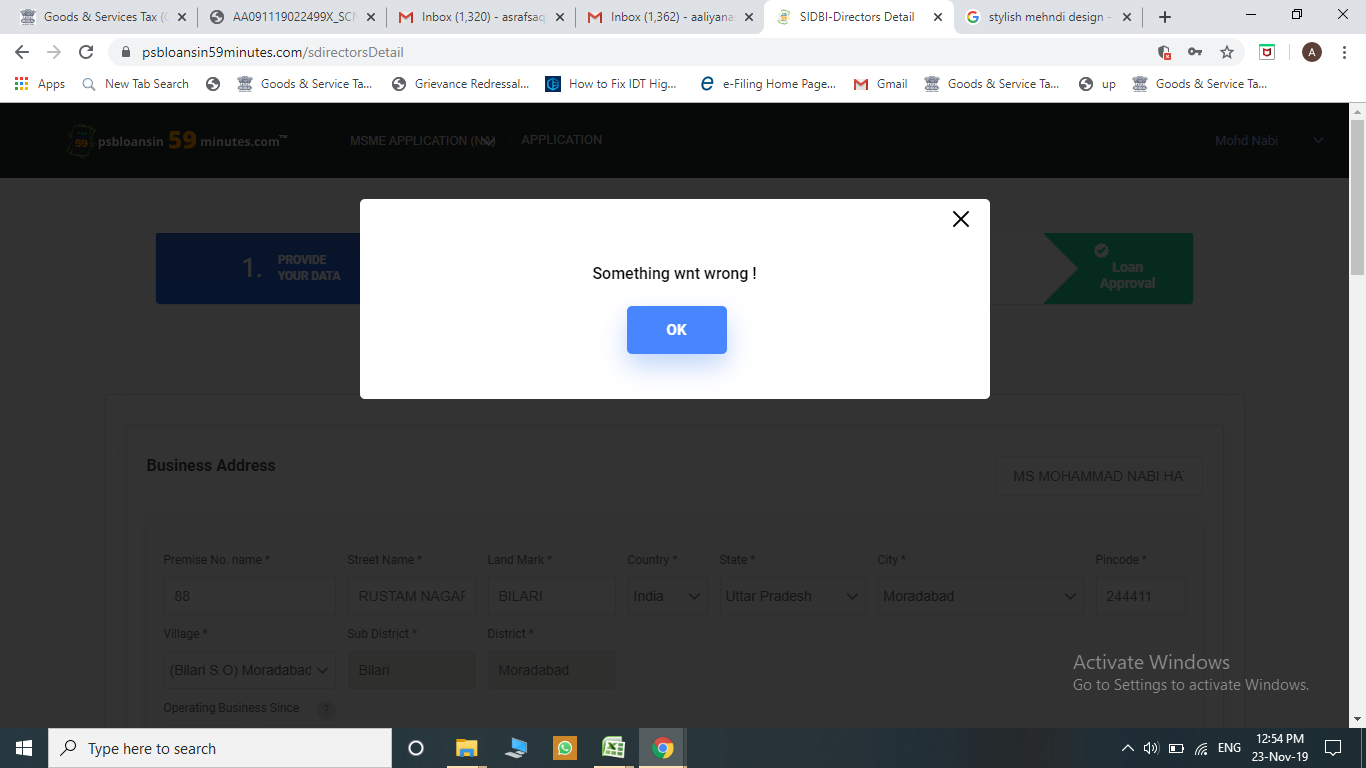 Goods & Services Tax (G
AA091119022499X_SCN
Inbox (1,320) - asrafsaqi
Inbox (1,362) - aaliyanas
SIDBI-Directors Detail
stylish mehndi design -
psbloansin59minutes.com/sdirectorsDetail
A
Apps
New Tab Search
Goods & Service Ta...
Grievance Redressal...
How to Fix IDT Hig...
e-Filing Home Page...
Gmail
Goods & Service Ta...
up
Goods & Service Ta...
59 psbloansin 59 minutes.com™
MSME APPLICATION
APPLICATION
Mohd Nabi
1. PROVIDE
YOUR DATA
Loan
Approval
Something wnt wrong !
OK
Business Address
MS MOHAMMAD NABI HA
Premise No. name *
Street Name *
Land Mark *
Country *
State *
City *
Pincode *
88
RUSTAM NAGAR
BILARI
India
Uttar Pradesh
Moradabad
244411
Village *
Sub District *
District *
(Bilari S.O) Moradabad
Bilari
Moradabad
Operating Business Since ?
Activate Windows
Go to Settings to activate Windows.
Type here to search
ENG
12:54 PM
23-Nov-19